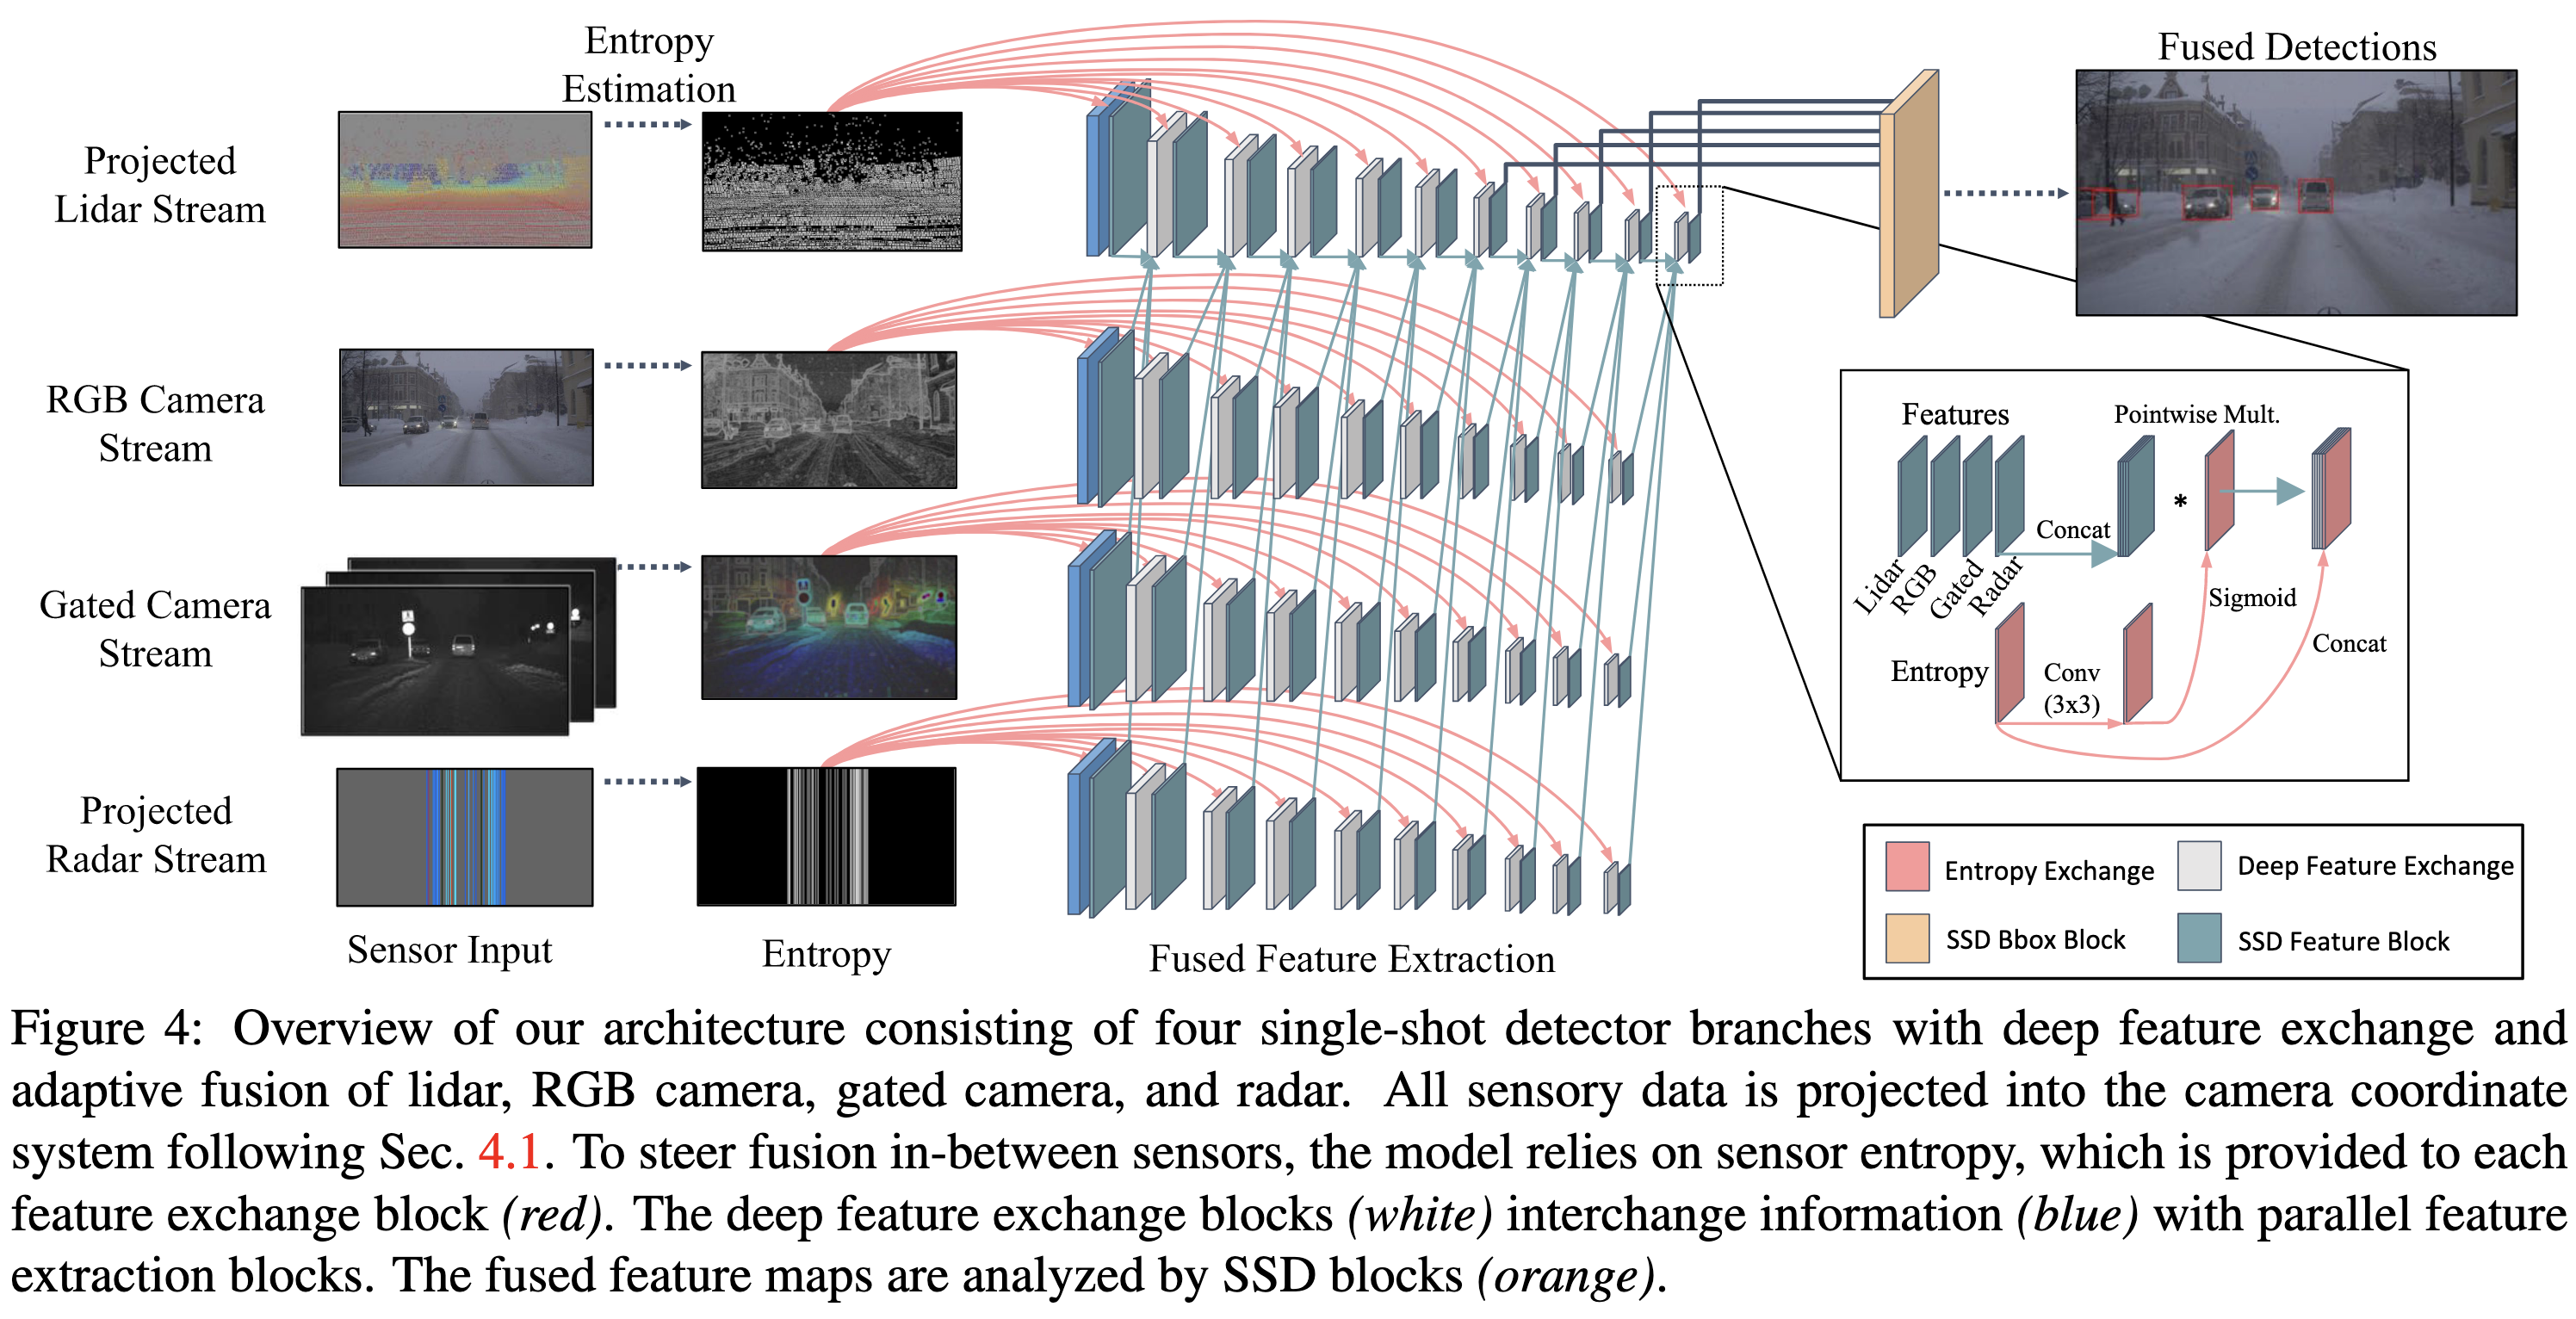 Entropy
Estimation
Fused Detections
Projected
Lidar Stream
RGB Camera
Stream
Gated Camera
Stream
Projected
Radar Stream
Sensor Input
Entropy
Fused Feature Extraction
Features
Pointwise Mult.
Concat
*
Lidar
RGB
Gated
Radar
Sigmoid
Concat
Entropy
Conv
(3x3)
Entropy Exchange
Deep Feature Exchange
SSD Bbox Block
SSD Feature Block
Figure 4: Overview of our architecture consisting of four single-shot detector branches with deep feature exchange and
adaptive fusion of lidar, RGB camera, gated camera, and radar. All sensory data is projected into the camera coordinate
system following Sec. 4.1. To steer fusion in-between sensors, the model relies on sensor entropy, which is provided to each
feature exchange block (red). The deep feature exchange blocks (white) interchange information (blue) with parallel feature
extraction blocks. The fused feature maps are analyzed by SSD blocks (orange).